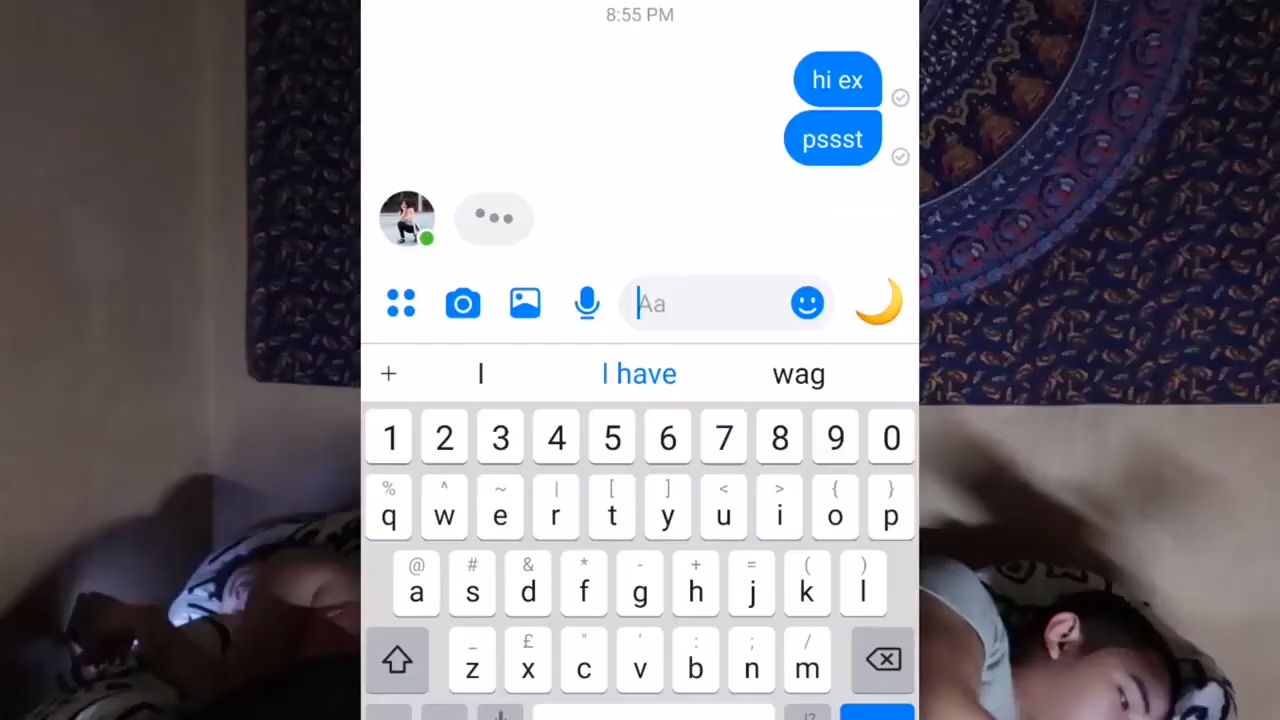 8:55 PM
hi ex
pssst
Aa
+ I I have wag
1 2 3 4 5 6 7 8 9 0
% ^ ~ | [ ] < > { }
q w e r t y u i o p
@ # & * - + = ( )
a s d f g h j k l
_ £ " ' : ; /
z x c v b n m
!?